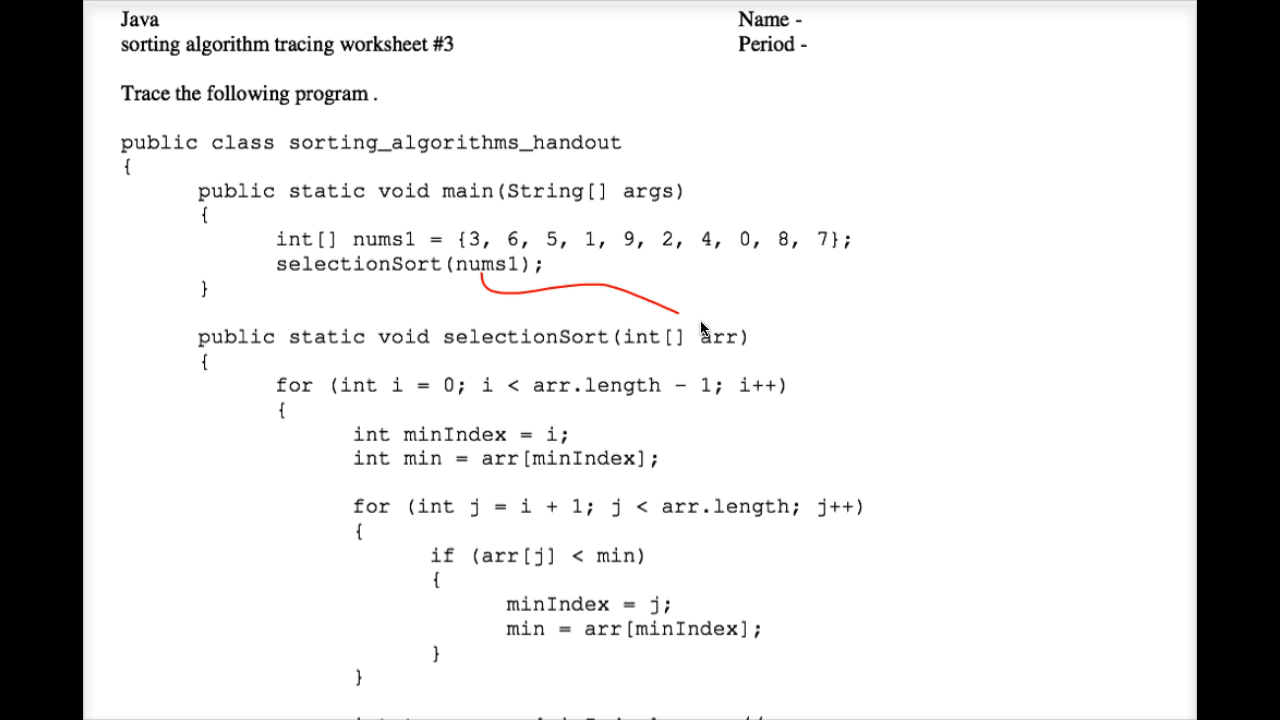 Java
Name -
sorting algorithm tracing worksheet #3
Period -
Trace the following program .
public class sorting_algorithms_handout
{
public static void main(String[] args)
{
int[] nums1 = {3, 6, 5, 1, 9, 2, 4, 0, 8, 7};
selectionSort(nums1);
}
public static void selectionSort(int[] arr)
{
for (int i = 0; i < arr.length - 1; i++)
{
int minIndex = i;
int min = arr[minIndex];
for (int j = i + 1; j < arr.length; j++)
{
if (arr[j] < min)
{
minIndex = j;
min = arr[minIndex];
}
}